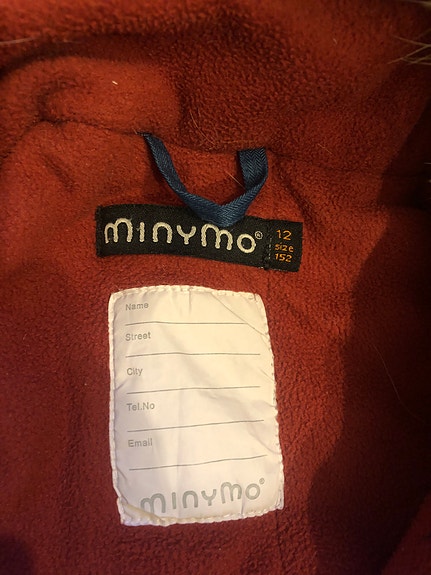 minymo® 12
size
152
Name
Street
City
Tel.No
Email
minymo®